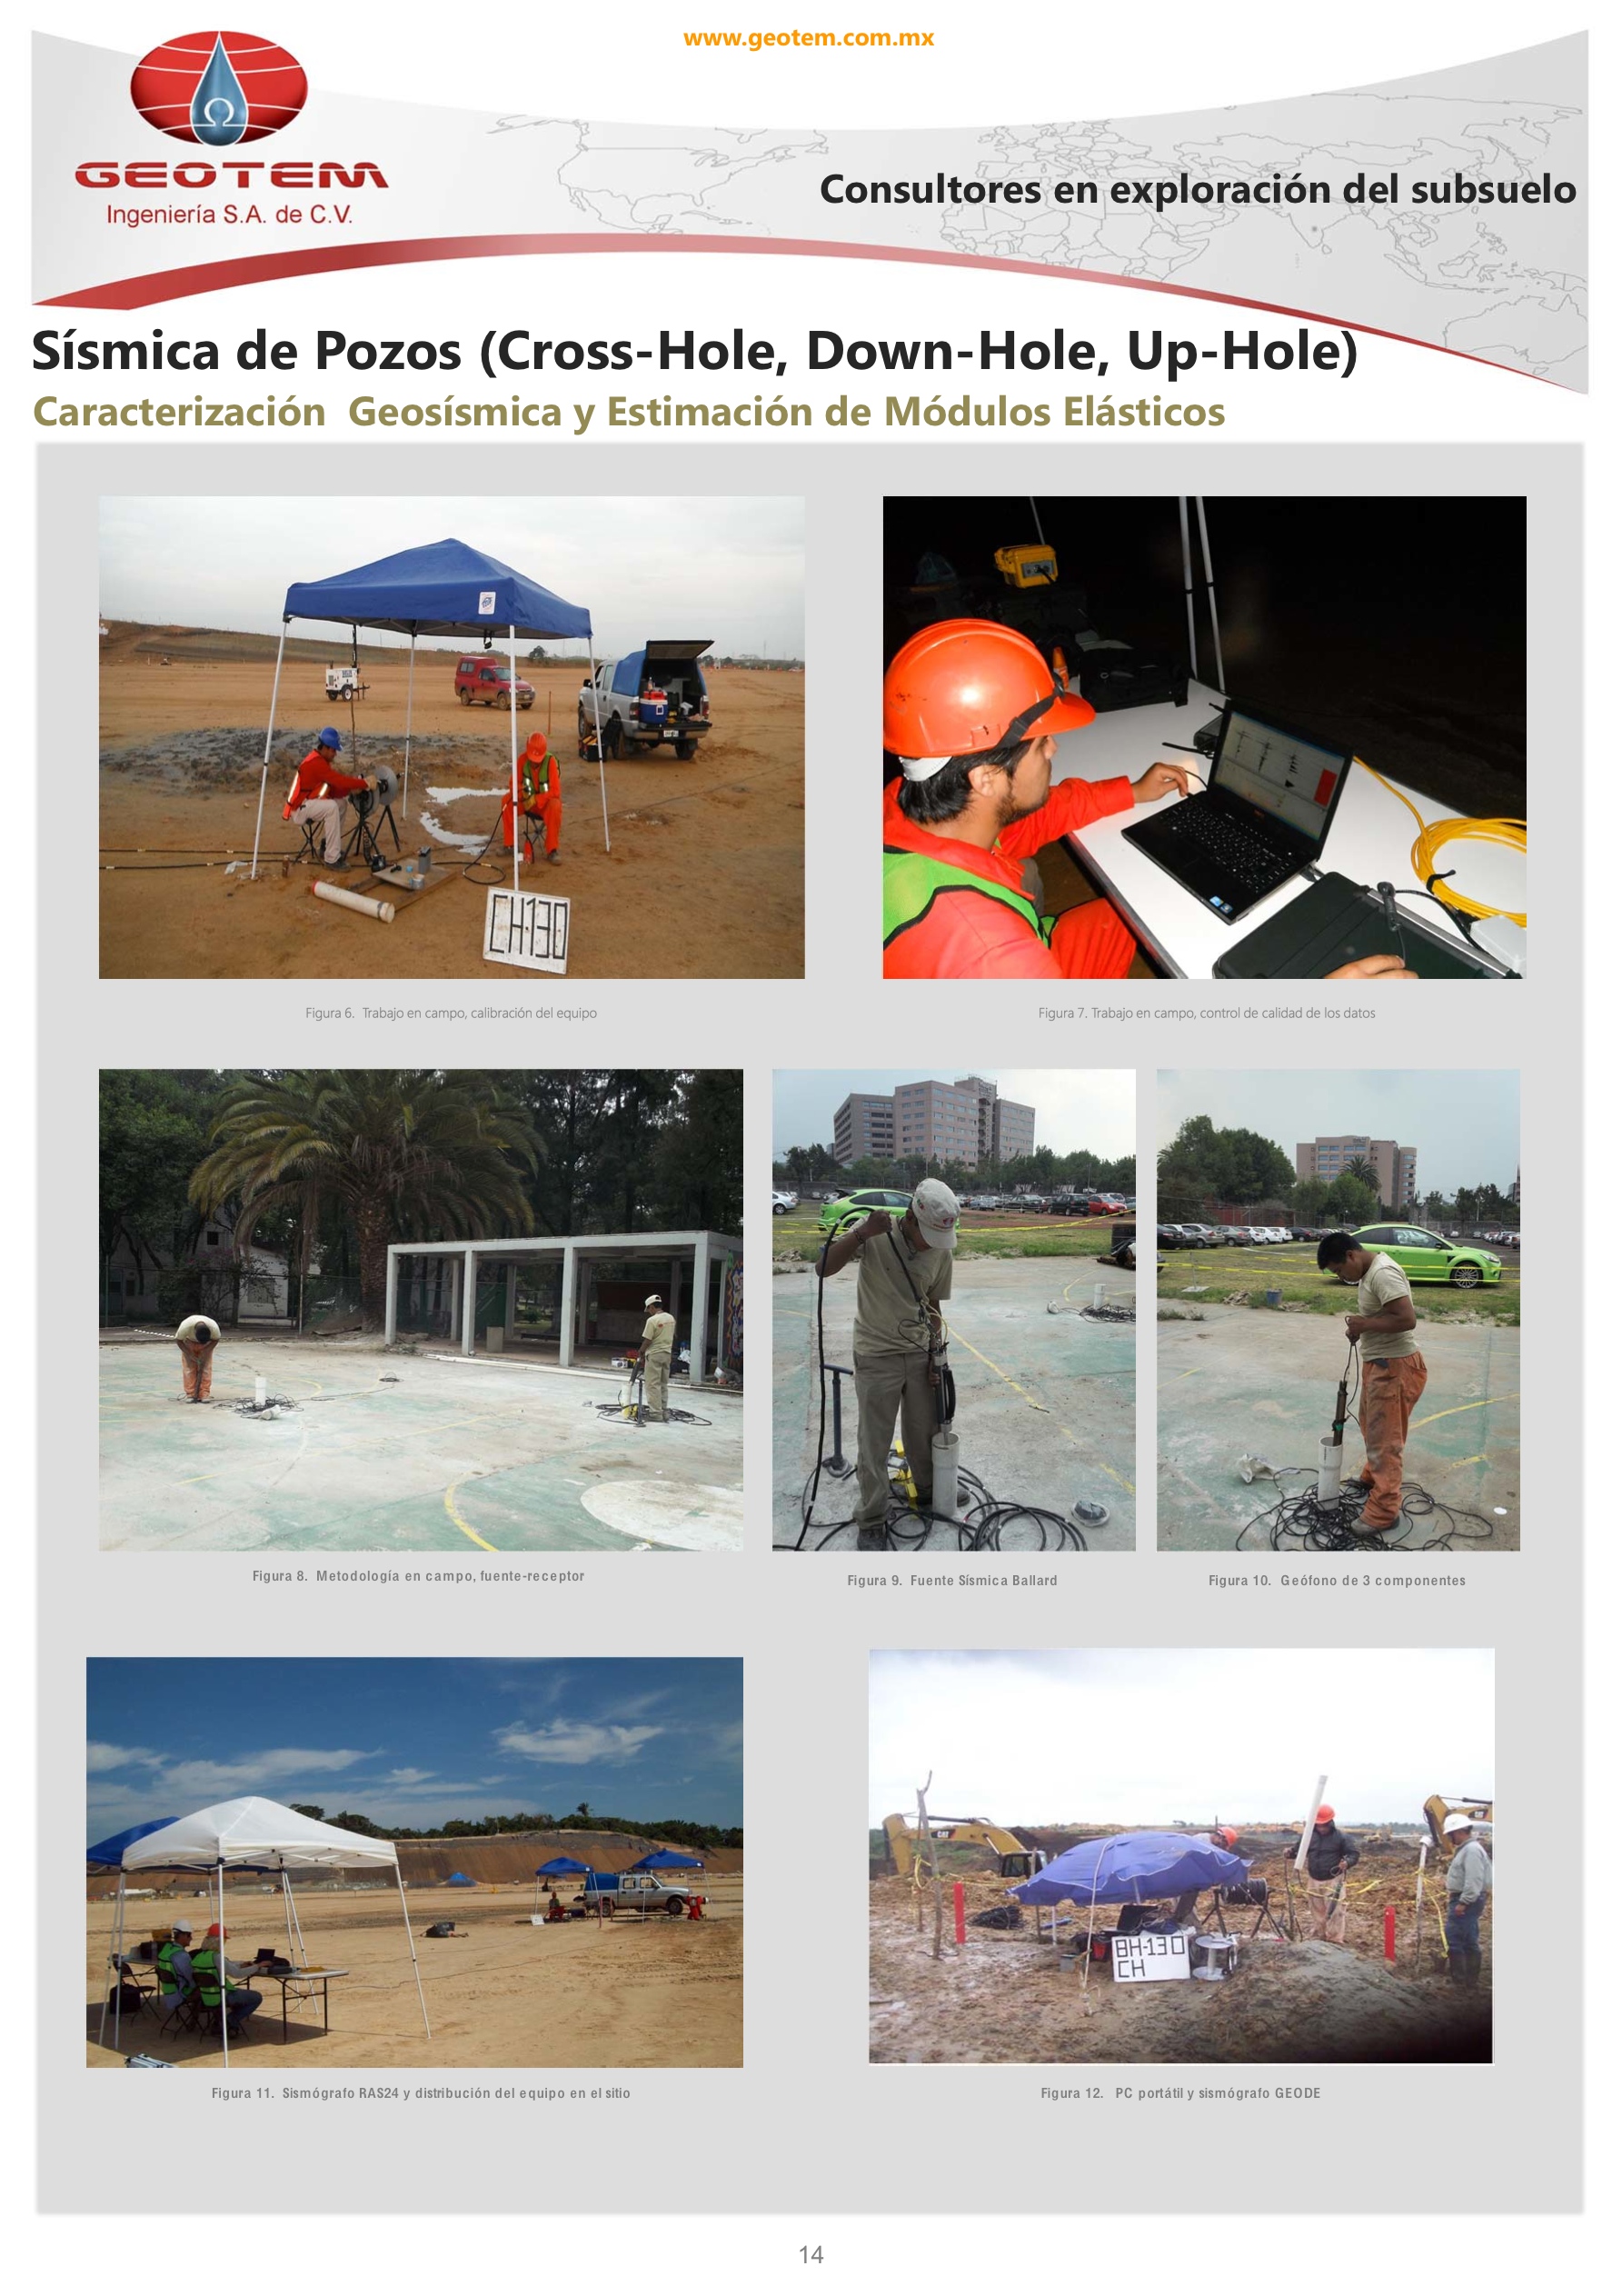 www.geotem.com.mx
GEOTEM
Ingeniería S.A. de C.V.
Consultores en exploración del subsuelo
Sísmica de Pozos (Cross-Hole, Down-Hole, Up-Hole)
Caracterización  Geosísmica y Estimación de Módulos Elásticos
CH130
Figura 6.  Trabajo en campo, calibración del equipo
Figura 7. Trabajo en campo, control de calidad de los datos
Figura 8.  Metodología en campo, fuente-receptor
Figura 9.  Fuente Sísmica Ballard
Figura 10.  Geófono de 3 componentes
BH-130
CH
Figura 11.  Sismógrafo RAS24 y distribución del equipo en el sitio
Figura 12.   PC portátil y sismógrafo GEODE
14